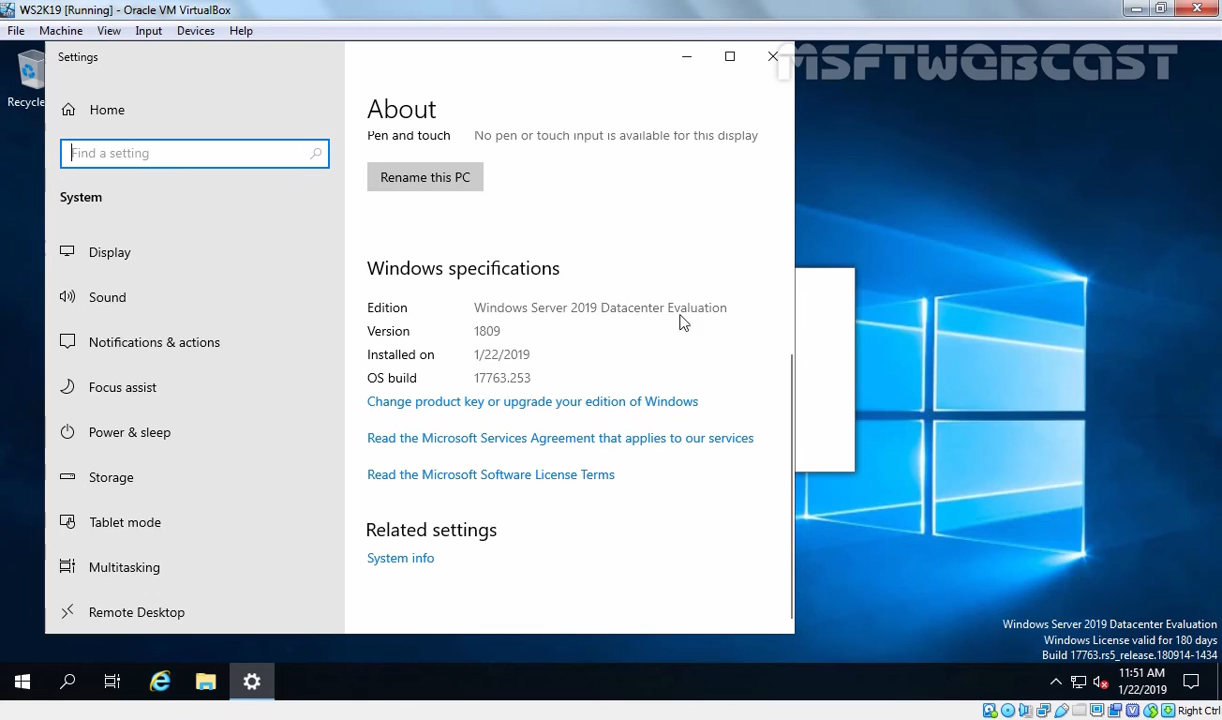 WS2K19 [Running] - Oracle VM VirtualBox
File Machine View Input Devices Help
MSFTWEBCAST
Recycle
Settings
Home
Find a setting
System
Display
Sound
Notifications & actions
Focus assist
Power & sleep
Storage
Tablet mode
Multitasking
Remote Desktop
About
Pen and touch No pen or touch input is available for this display
Rename this PC
Windows specifications
Edition Windows Server 2019 Datacenter Evaluation
Version 1809
Installed on 1/22/2019
OS build 17763.253
Change product key or upgrade your edition of Windows
Read the Microsoft Services Agreement that applies to our services
Read the Microsoft Software License Terms
Related settings
System info
Windows Server 2019 Datacenter Evaluation
Windows License valid for 180 days
Build 17763.rs5_release.180914-1434
11:51 AM
1/22/2019
Right Ctrl